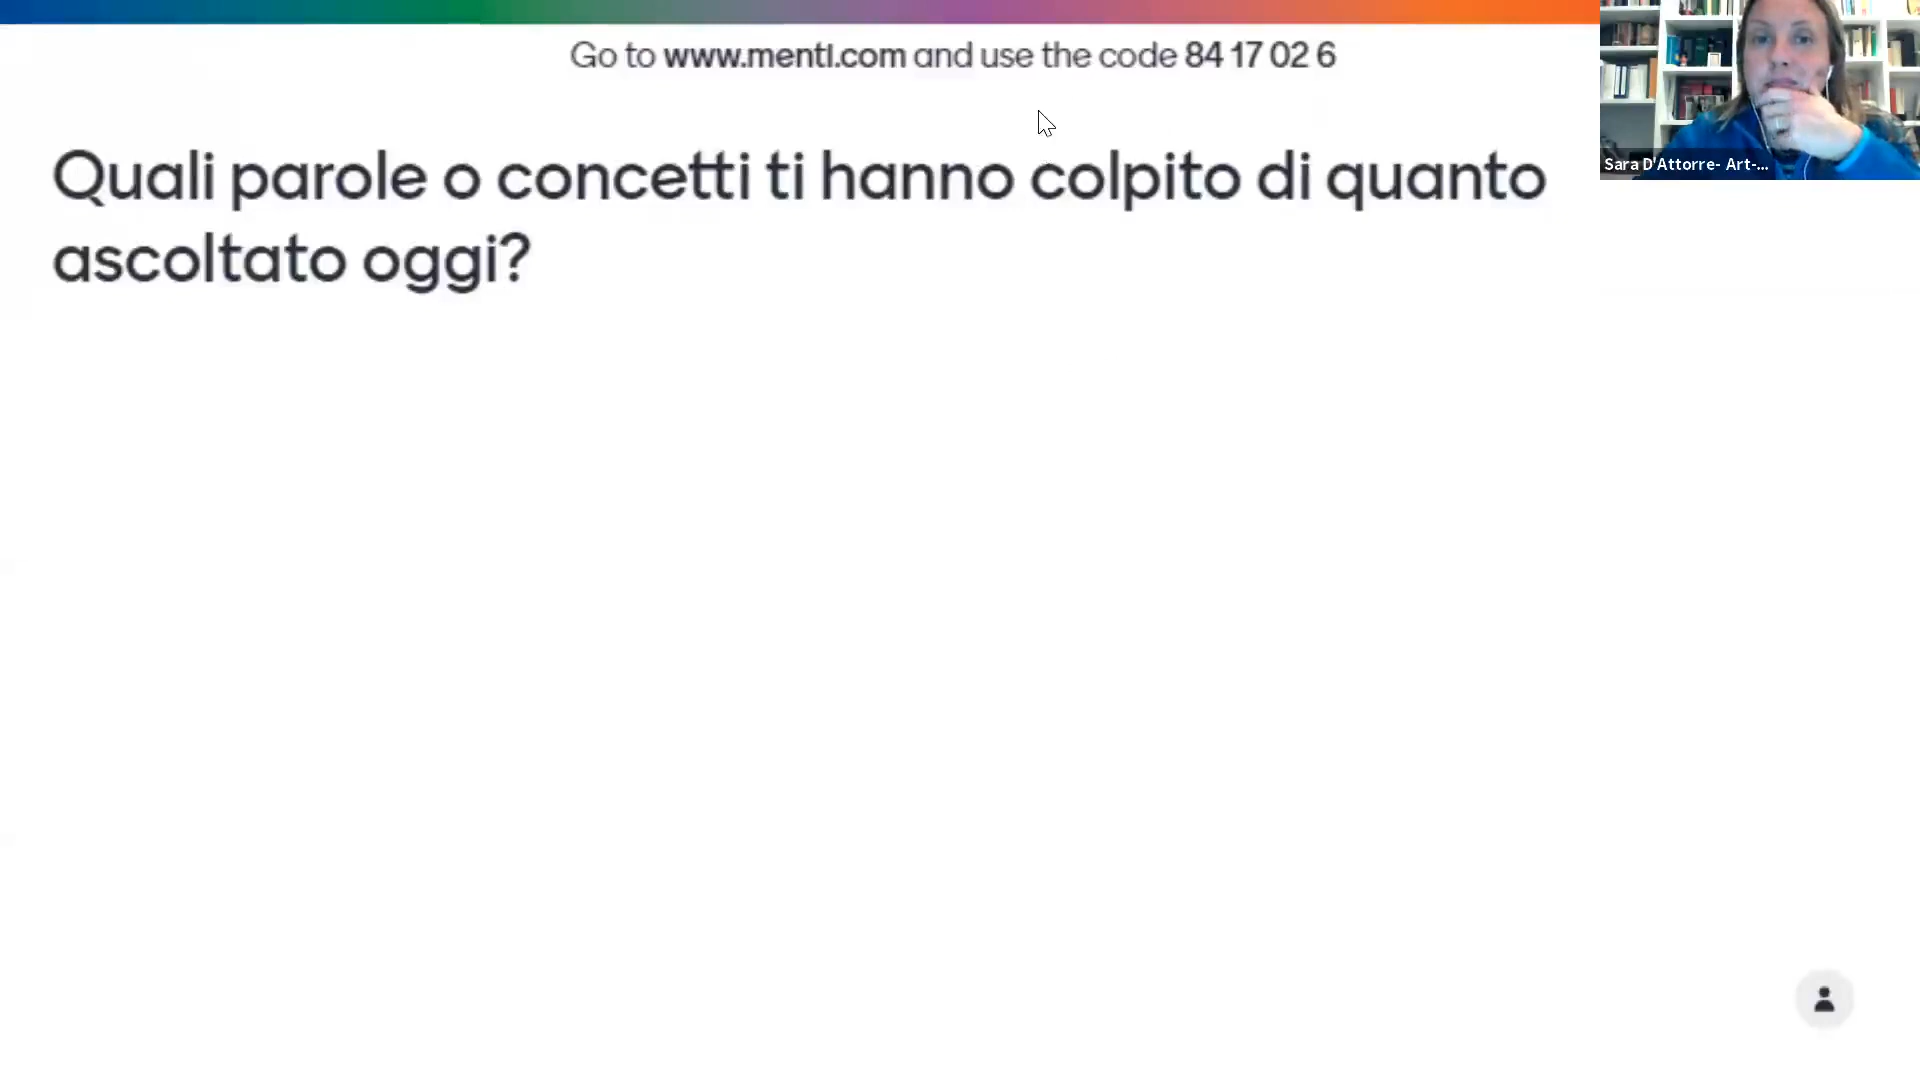 Go to www.menti.com and use the code 84 17 02 6
Quali parole o concetti ti hanno colpito di quanto
ascoltato oggi?
Sara D'Attorre- Art-...